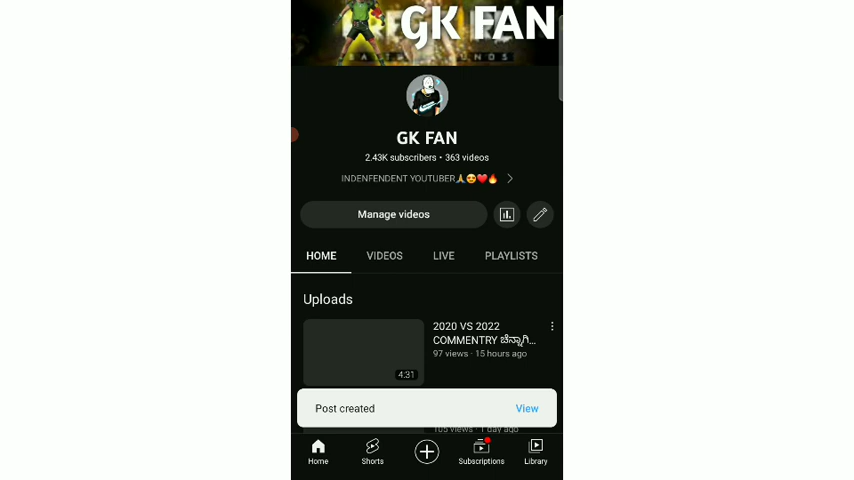 GK FAN
GK FAN
2.43K subscribers • 363 videos
INDENFENDENT YOUTUBER🙏😍❤️🔥
Manage videos
HOME VIDEOS LIVE PLAYLISTS
Uploads
2020 VS 2022
COMMENTRY ಚೆನ್ನಾಗಿ...
97 views · 15 hours ago
4:31
Post created View
105 views · 1 day ago
Home Shorts Subscriptions Library